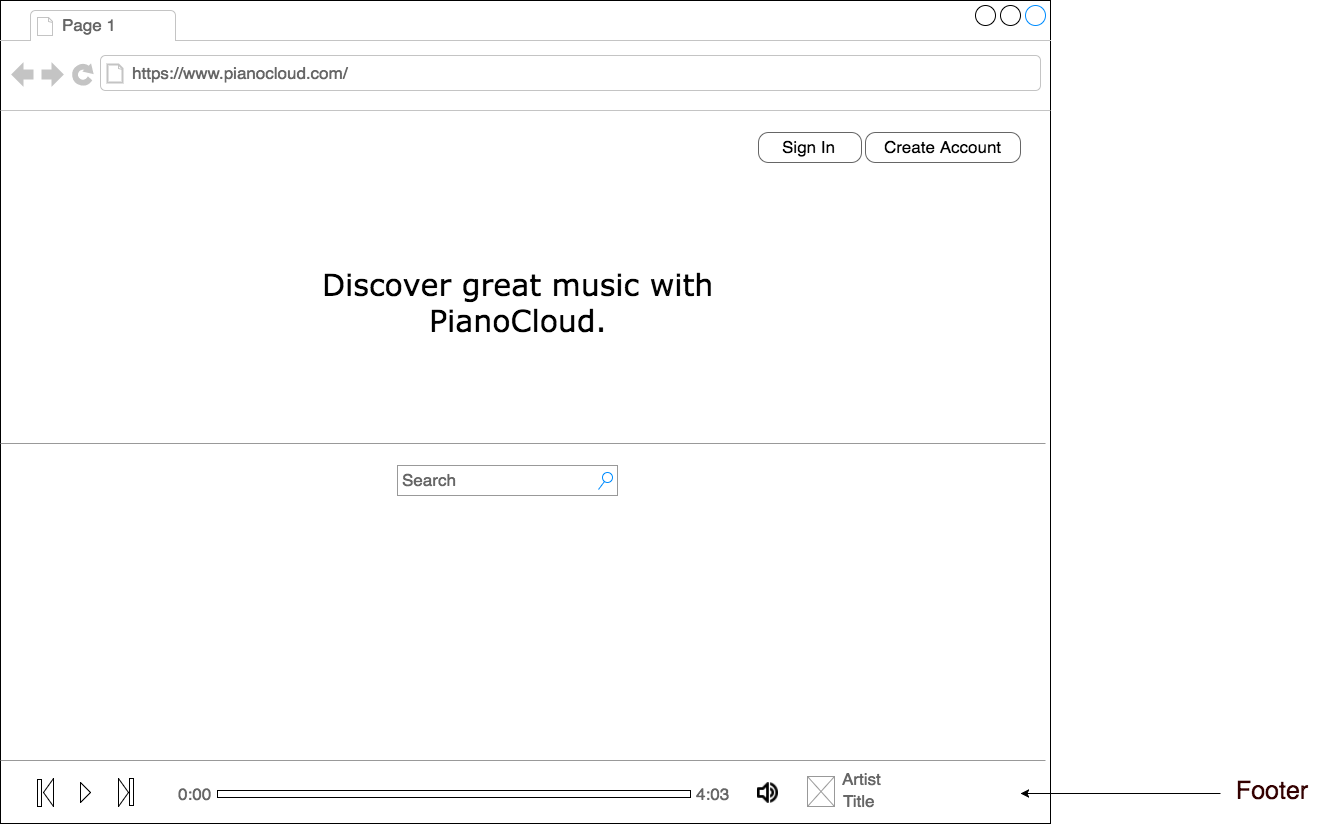 Page 1
https://www.pianocloud.com/
Sign In
Create Account
Discover great music with
PianoCloud.
Search
0:00
4:03
Artist
Title
Footer